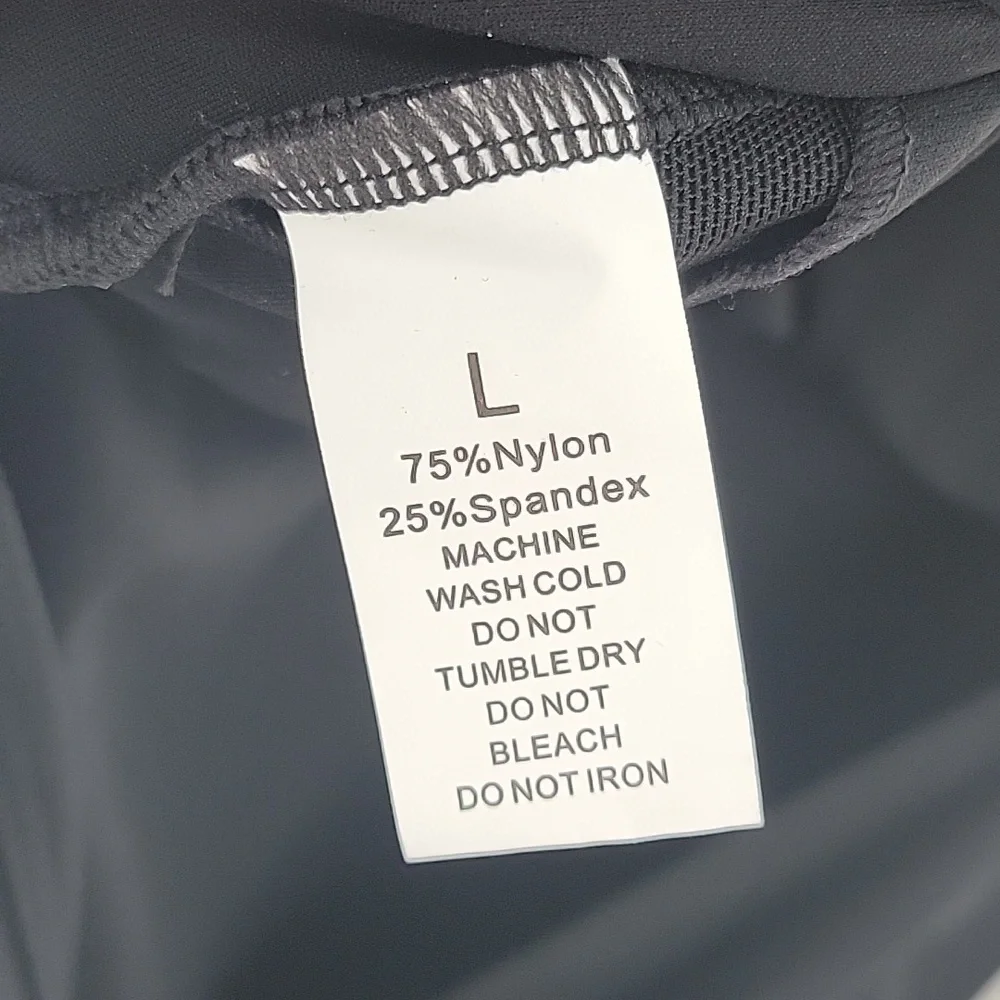 L
75%Nylon
25%Spandex
MACHINE
WASH COLD
DO NOT
TUMBLE DRY
DO NOT
BLEACH
DO NOT IRON